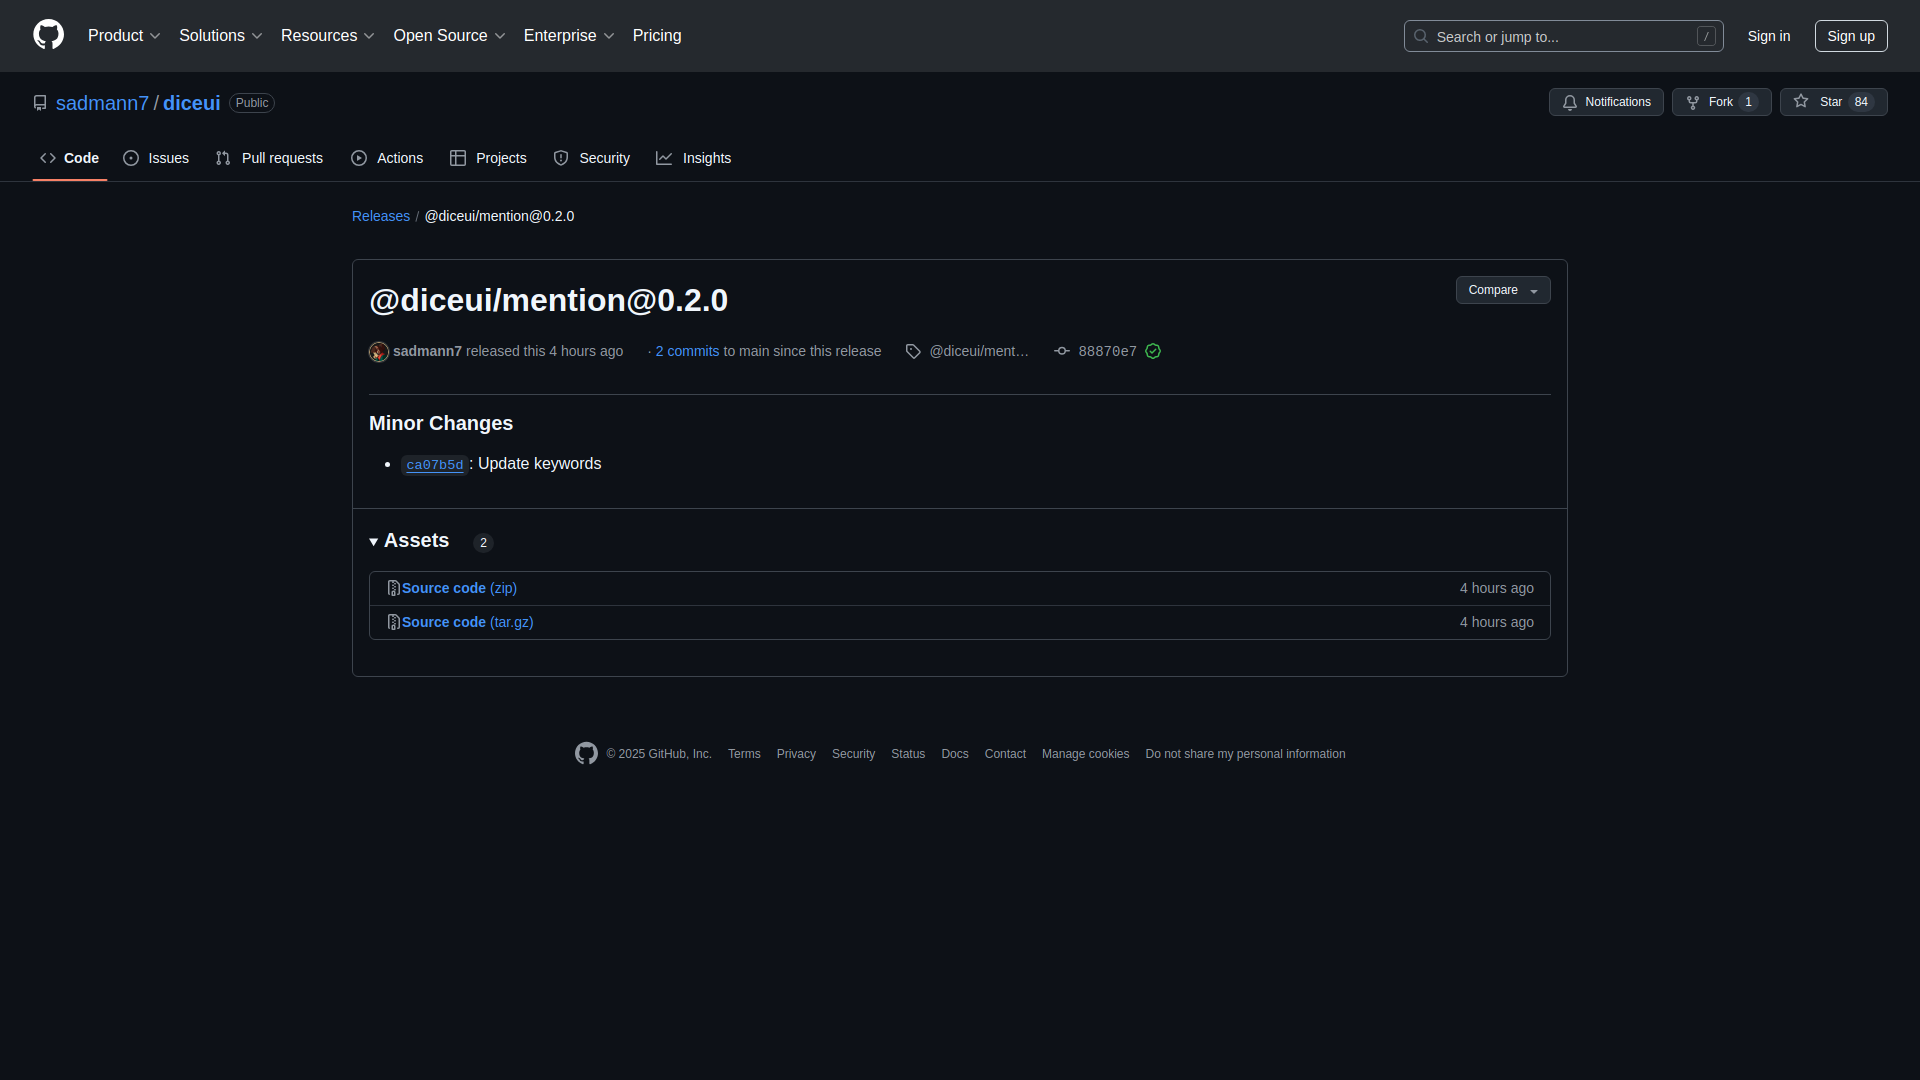 Product Solutions Resources Open Source Enterprise Pricing Search or jump to... / Sign in Sign up
sadmann7 / diceui Public Notifications Fork 1 Star 84
Code Issues Pull requests Actions Projects Security Insights
Releases / @diceui/mention@0.2.0
@diceui/mention@0.2.0 Compare
sadmann7 released this 4 hours ago · 2 commits to main since this release @diceui/ment… 88870e7
Minor Changes
• ca07b5d: Update keywords
Assets 2
Source code (zip) 4 hours ago
Source code (tar.gz) 4 hours ago
© 2025 GitHub, Inc. Terms Privacy Security Status Docs Contact Manage cookies Do not share my personal information